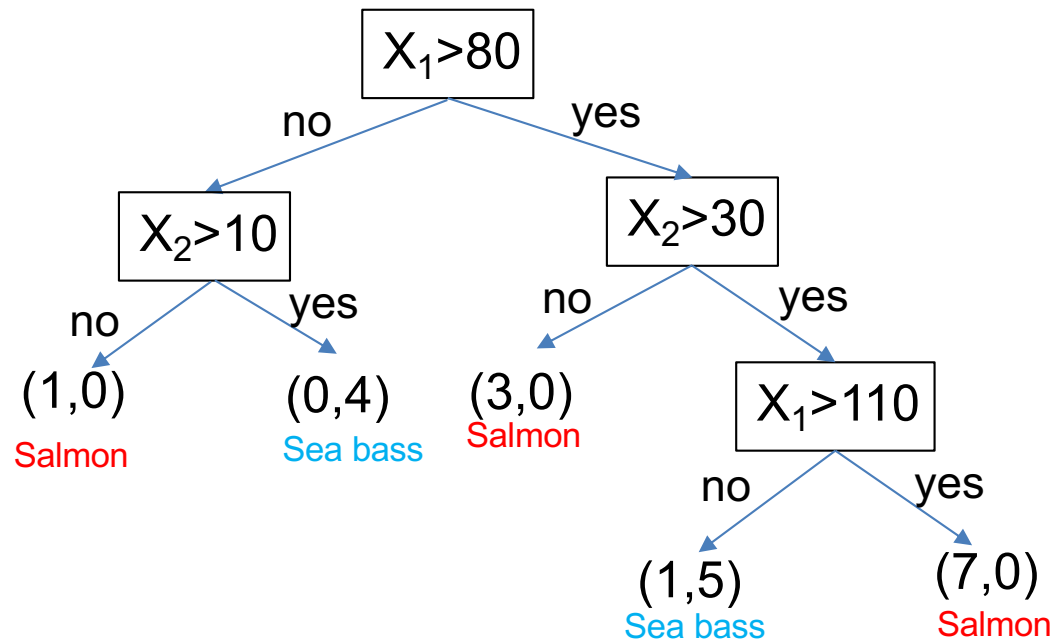 X₁>80
no
yes
X₂>10
X₂>30
no
yes
no
yes
(1,0)
Salmon
(0,4)
Sea bass
(3,0)
Salmon
X₁>110
no
yes
(1,5)
Sea bass
(7,0)
Salmon